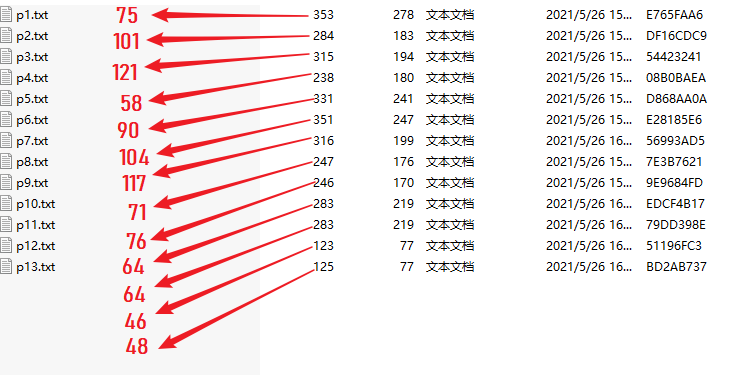 p1.txt 75 353 278 文本文档 2021/5/26 15... E765FAA6
p2.txt 101 284 183 文本文档 2021/5/26 15... DF16CDC9
p3.txt 121 315 194 文本文档 2021/5/26 15... 54423241
p4.txt 58 238 180 文本文档 2021/5/26 15... 08B0BAEA
p5.txt 90 331 241 文本文档 2021/5/26 15... D868AA0A
p6.txt 104 351 247 文本文档 2021/5/26 15... E28185E6
p7.txt 117 316 199 文本文档 2021/5/26 16... 56993AD5
p8.txt 71 247 176 文本文档 2021/5/26 15... 7E3B7621
p9.txt 76 246 170 文本文档 2021/5/26 15... 9E9684FD
p10.txt 64 283 219 文本文档 2021/5/26 16... EDCF4B17
p11.txt 64 283 219 文本文档 2021/5/26 16... 79DD398E
p12.txt 46 123 77 文本文档 2021/5/26 16... 51196FC3
p13.txt 48 125 77 文本文档 2021/5/26 16... BD2AB737